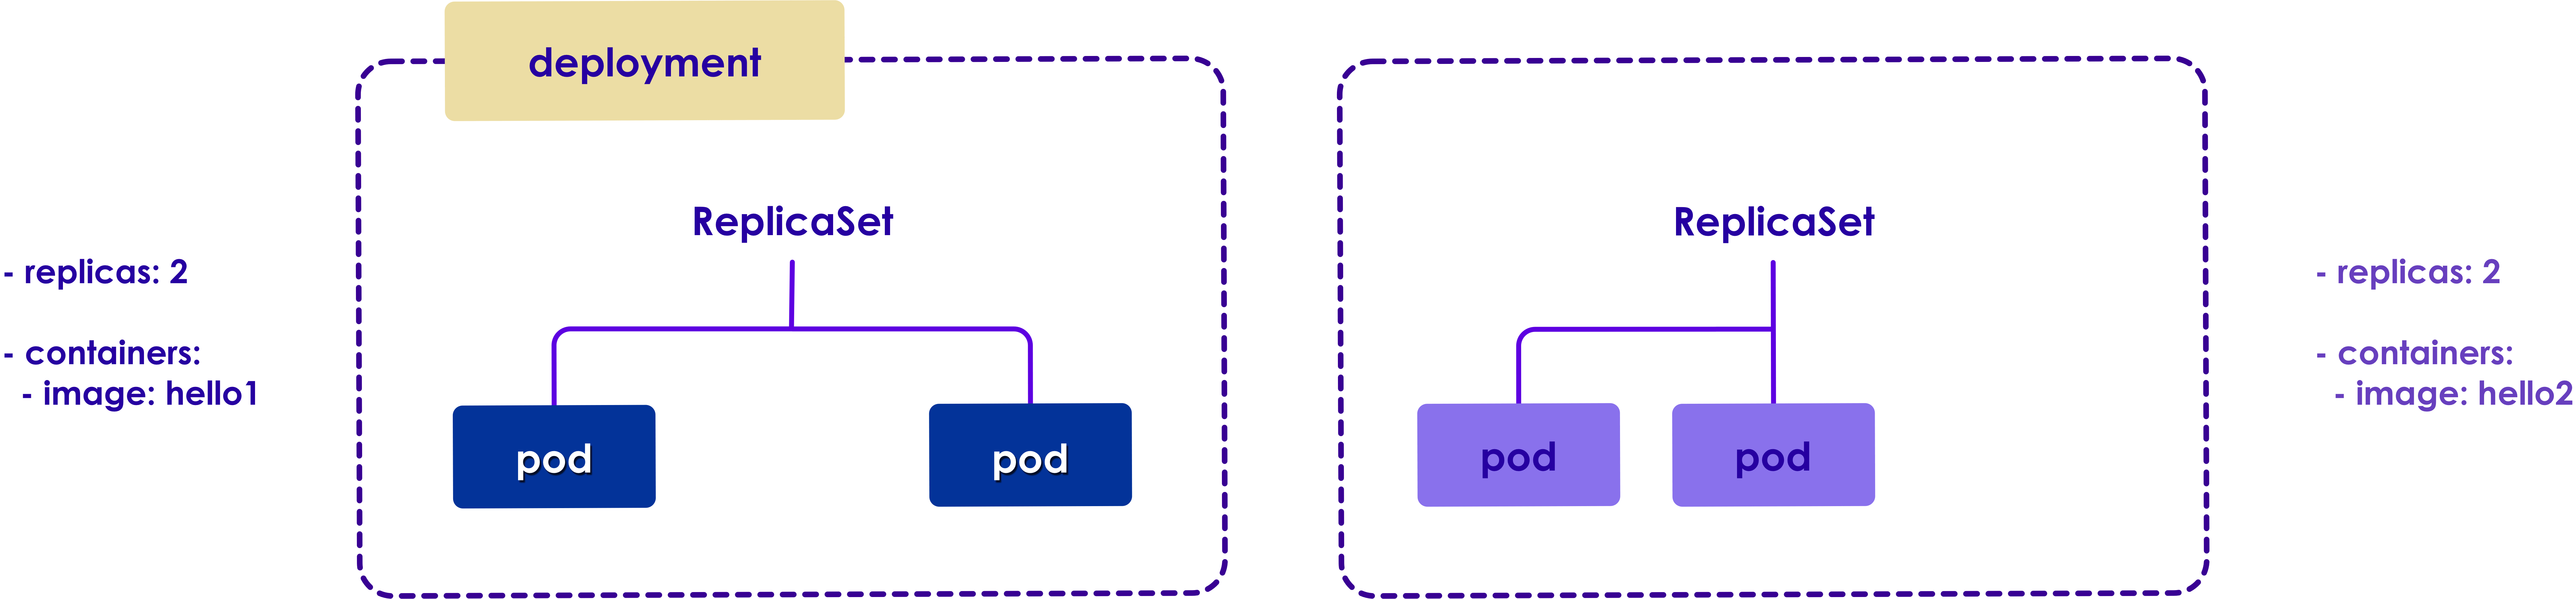 deployment
ReplicaSet
- replicas: 2
- containers:
- image: hello1
pod
pod
ReplicaSet
pod
pod
- replicas: 2
- containers:
- image: hello2